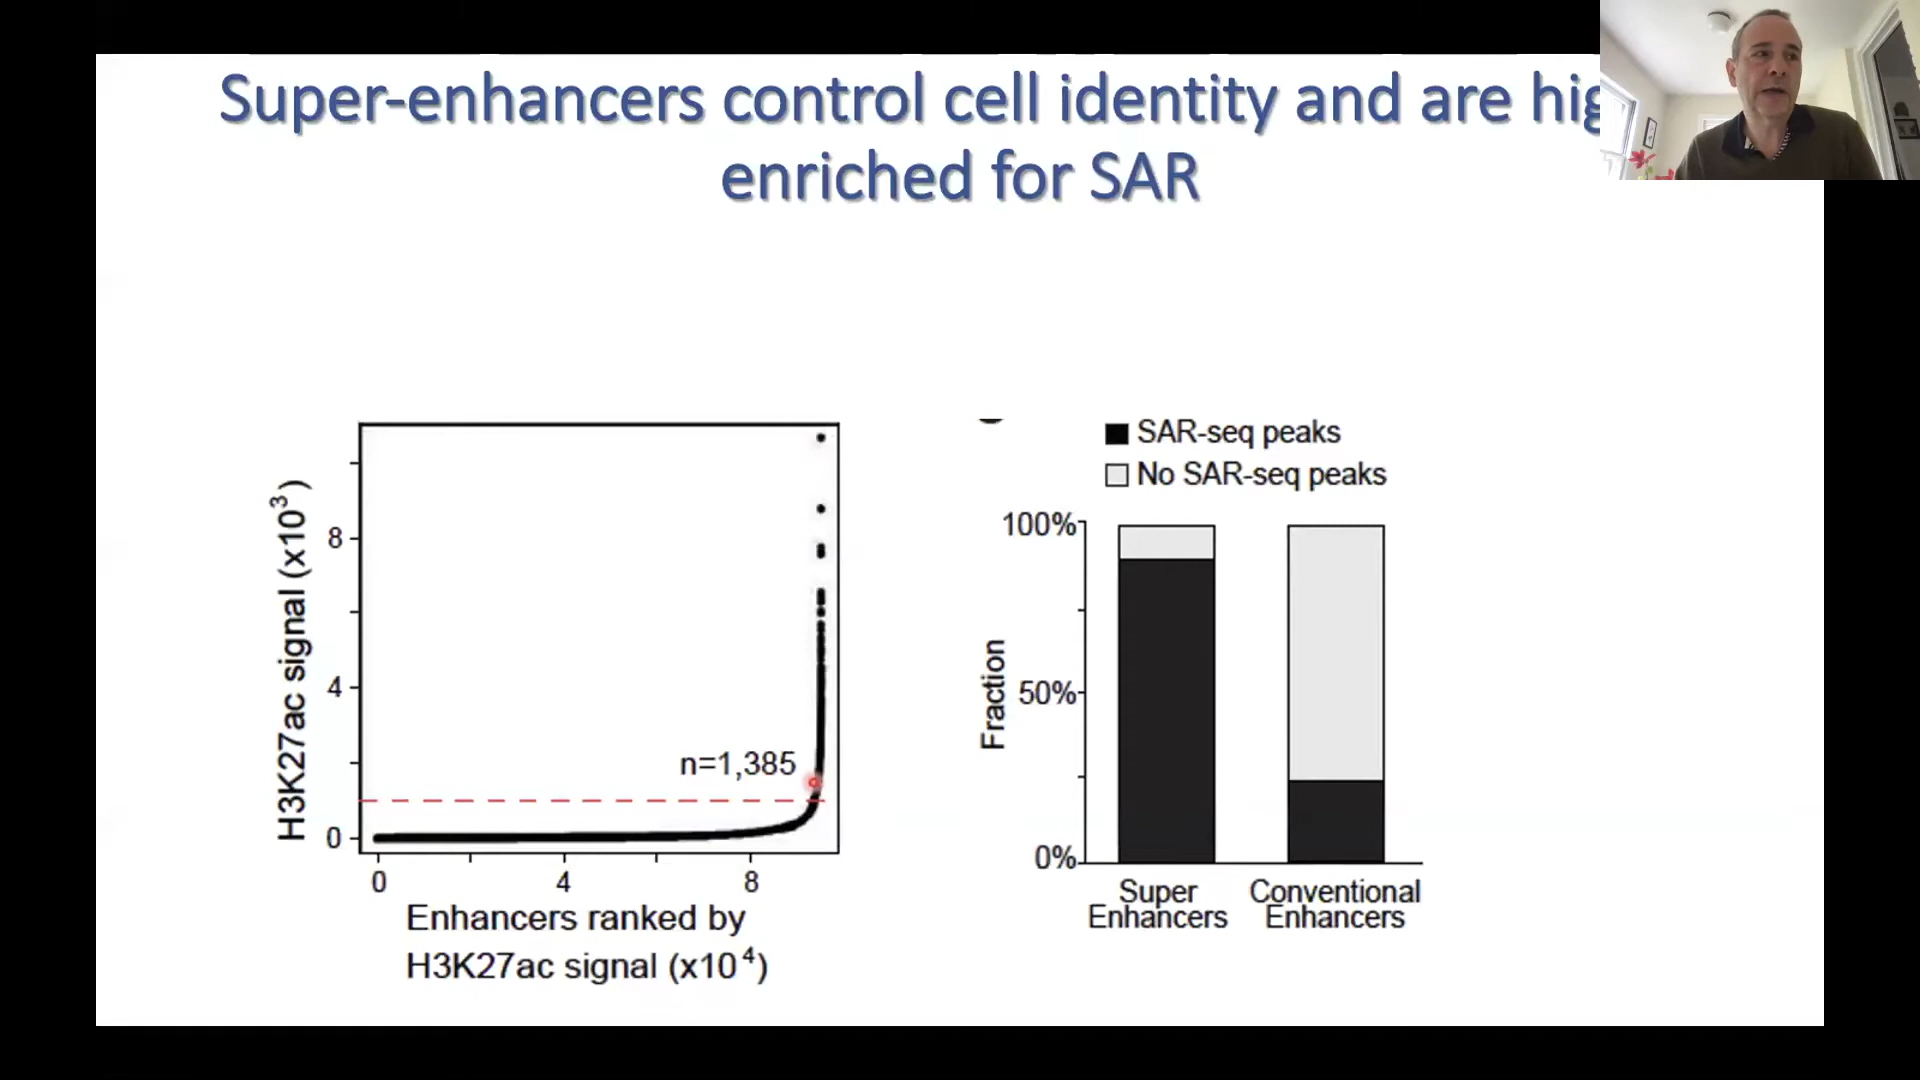 Super-enhancers control cell identity and are
enriched for SAR
H3K27ac signal (x10³)
8
4
0
n=1,385
0 4 8
Enhancers ranked by
H3K27ac signal (x10⁴)
SAR-seq peaks
No SAR-seq peaks
Fraction
100%
50%
0%
Super
Enhancers
Conventional
Enhancers